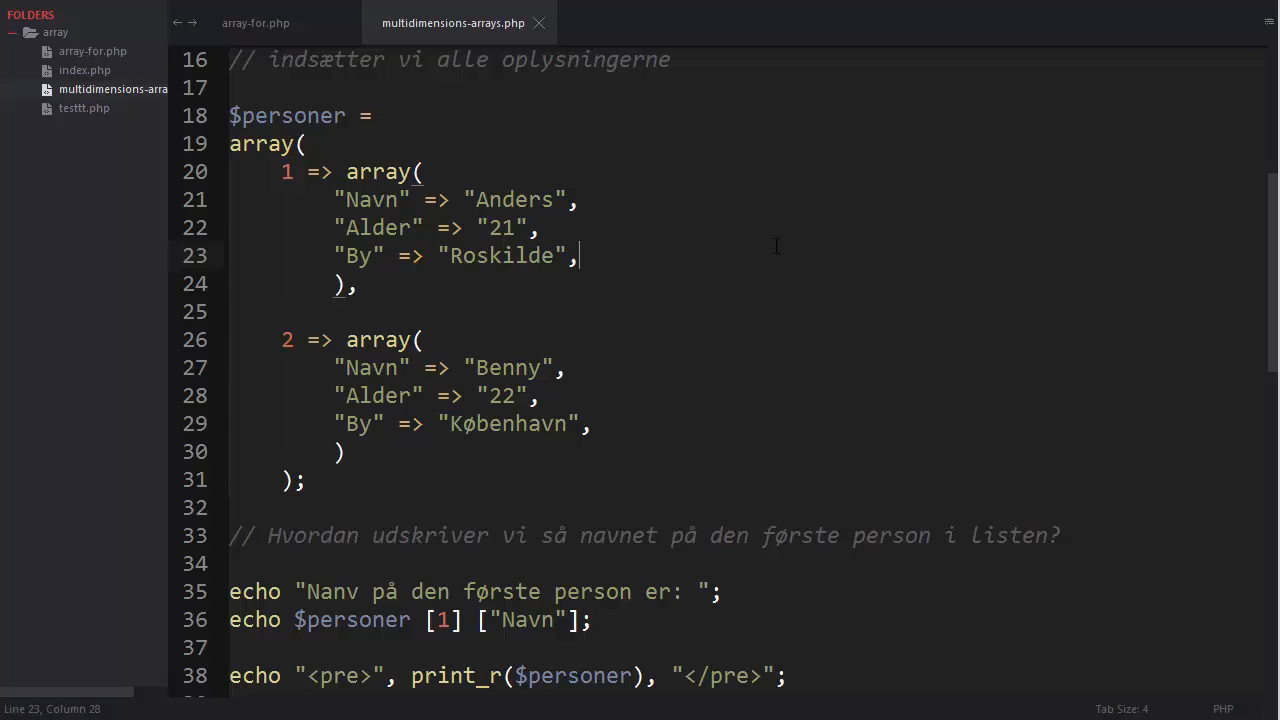 FOLDERS
array
array-for.php
index.php
multidimensions-arra
testtt.php
array-for.php
multidimensions-arrays.php
16 // indsætter vi alle oplysningerne
17
18 $personer =
19 array(
20 1 => array(
21 "Navn" => "Anders",
22 "Alder" => "21",
23 "By" => "Roskilde",
24 ),
25
26 2 => array(
27 "Navn" => "Benny",
28 "Alder" => "22",
29 "By" => "København",
30 )
31 );
32
33 // Hvordan udskriver vi så navnet på den første person i listen?
34
35 echo "Nanv på den første person er: ";
36 echo $personer [1] ["Navn"];
37
38 echo "<pre>", print_r($personer), "</pre>";
Line 23, Column 28
Tab Size: 4
PHP